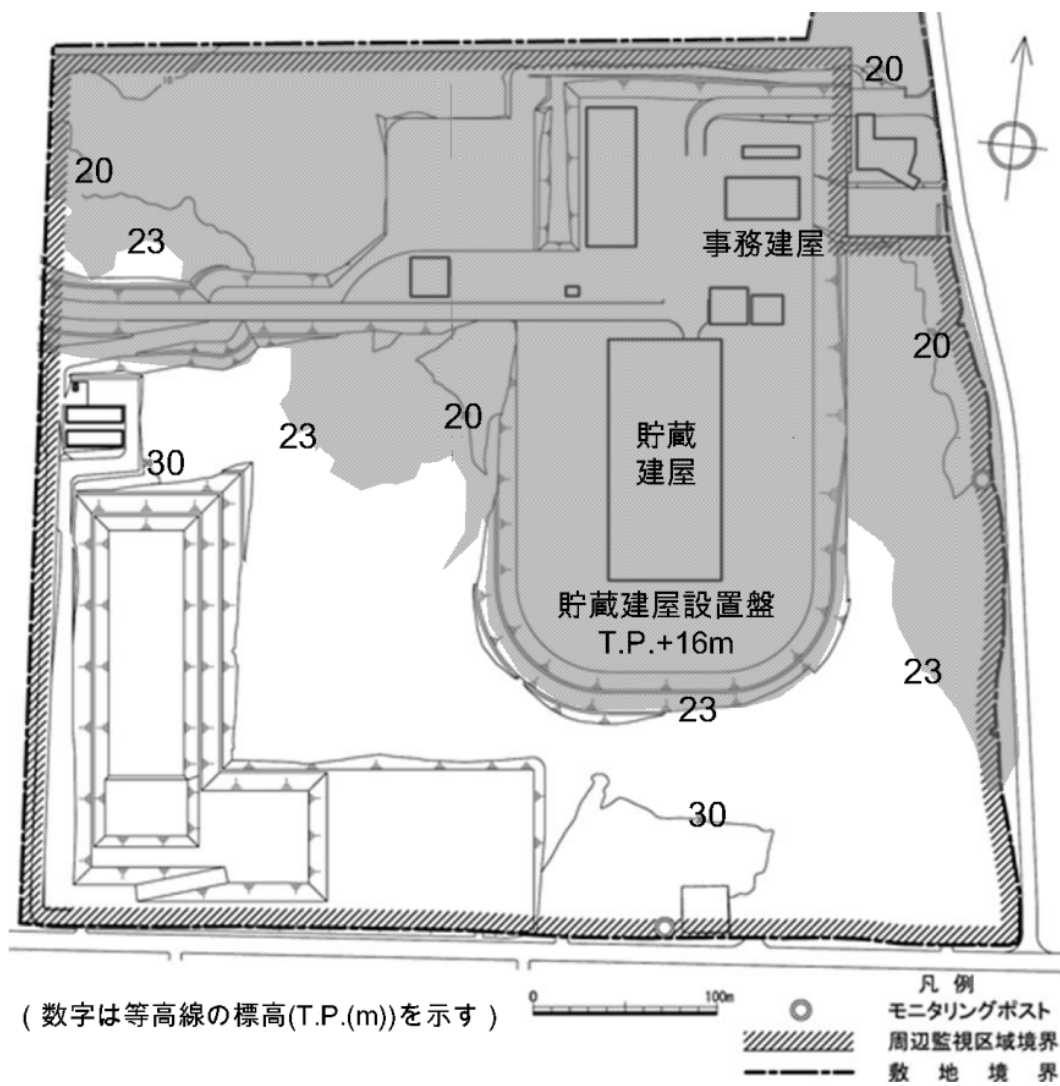 20
20
23
事務建屋
20
20
23
貯蔵
建屋
30
貯蔵建屋設置盤
T.P.+16m
23
23
30
(数字は等高線の標高(T.P.(m))を示す)
0 100m
凡例
モニタリングポスト
周辺監視区域境界
敷地境界